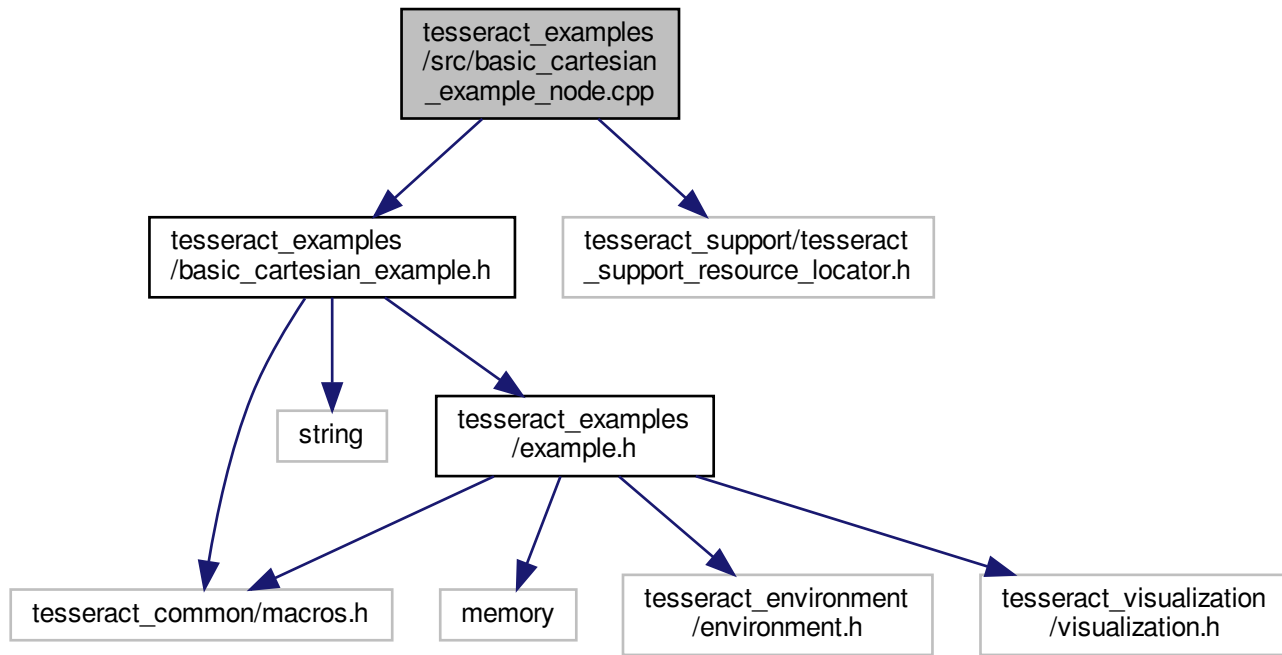 tesseract_examples
/src/basic_cartesian
_example_node.cpp
tesseract_examples
/basic_cartesian_example.h
tesseract_support/tesseract
_support_resource_locator.h
string
tesseract_examples
/example.h
tesseract_common/macros.h
memory
tesseract_environment
/environment.h
tesseract_visualization
/visualization.h